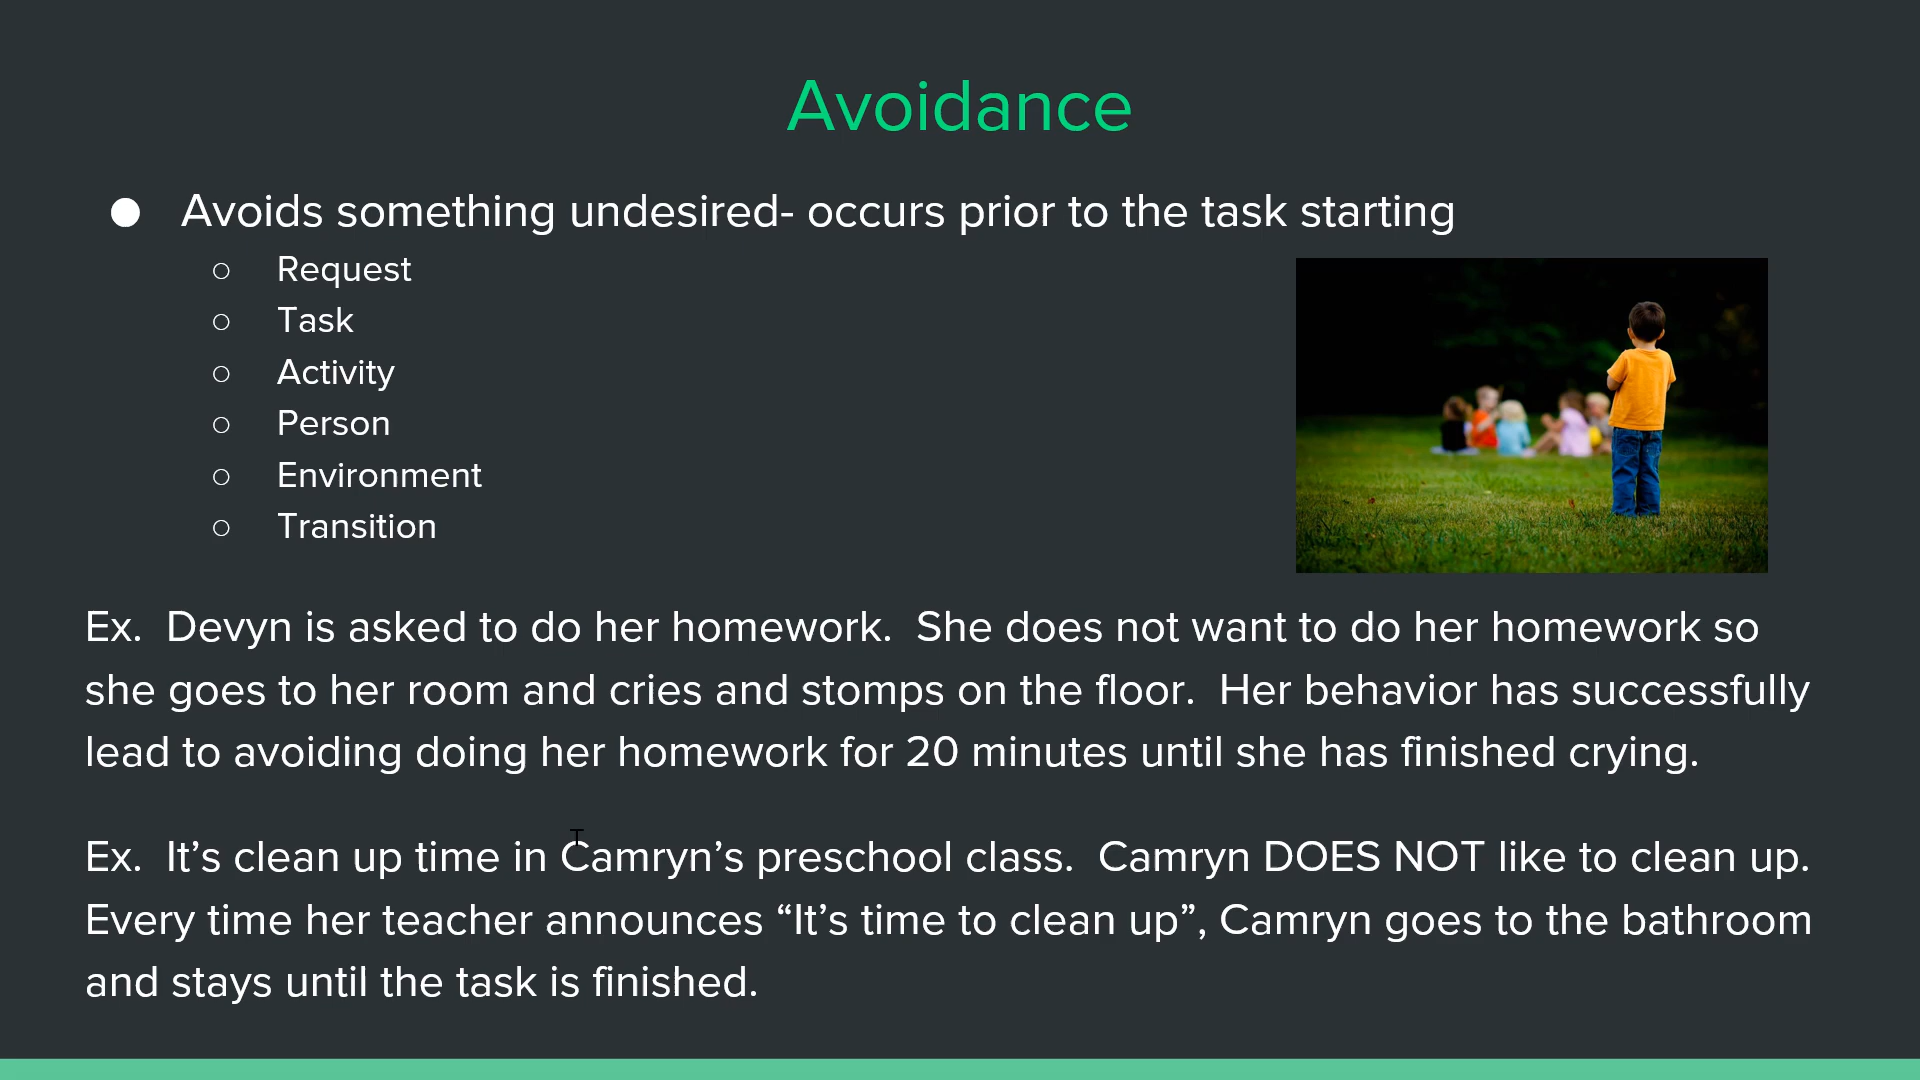 Avoidance
● Avoids something undesired- occurs prior to the task starting
○ Request
○ Task
○ Activity
○ Person
○ Environment
○ Transition
Ex.  Devyn is asked to do her homework.  She does not want to do her homework so
she goes to her room and cries and stomps on the floor.  Her behavior has successfully
lead to avoiding doing her homework for 20 minutes until she has finished crying.
Ex.  It’s clean up time in Camryn’s preschool class.  Camryn DOES NOT like to clean up.
Every time her teacher announces “It’s time to clean up”, Camryn goes to the bathroom
and stays until the task is finished.